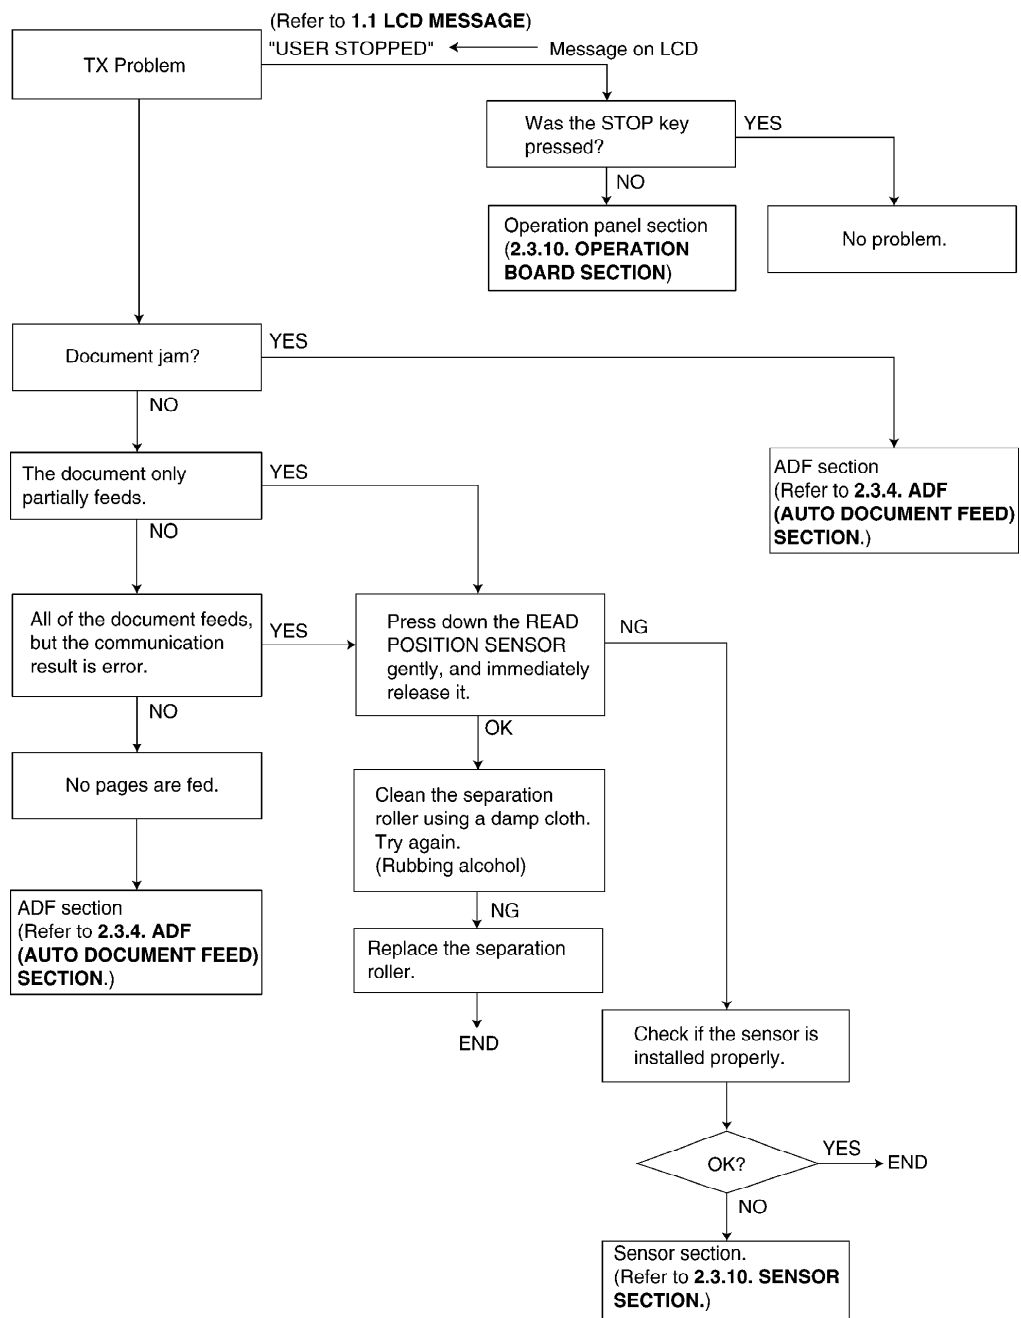 (Refer to 1.1 LCD MESSAGE)
"USER STOPPED"
Message on LCD
TX Problem
Was the STOP key
pressed?
YES
NO
Operation panel section
(2.3.10. OPERATION
BOARD SECTION)
No problem.
Document jam?
YES
NO
ADF section
(Refer to 2.3.4. ADF
(AUTO DOCUMENT FEED)
SECTION.)
The document only
partially feeds.
YES
NO
All of the document feeds,
but the communication
result is error.
YES
NO
Press down the READ
POSITION SENSOR
gently, and immediately
release it.
NG
OK
No pages are fed.
Clean the separation
roller using a damp cloth.
Try again.
(Rubbing alcohol)
NG
ADF section
(Refer to 2.3.4. ADF
(AUTO DOCUMENT FEED)
SECTION.)
Replace the separation
roller.
END
Check if the sensor is
installed properly.
OK?
YES
END
NO
Sensor section.
(Refer to 2.3.10. SENSOR
SECTION.)